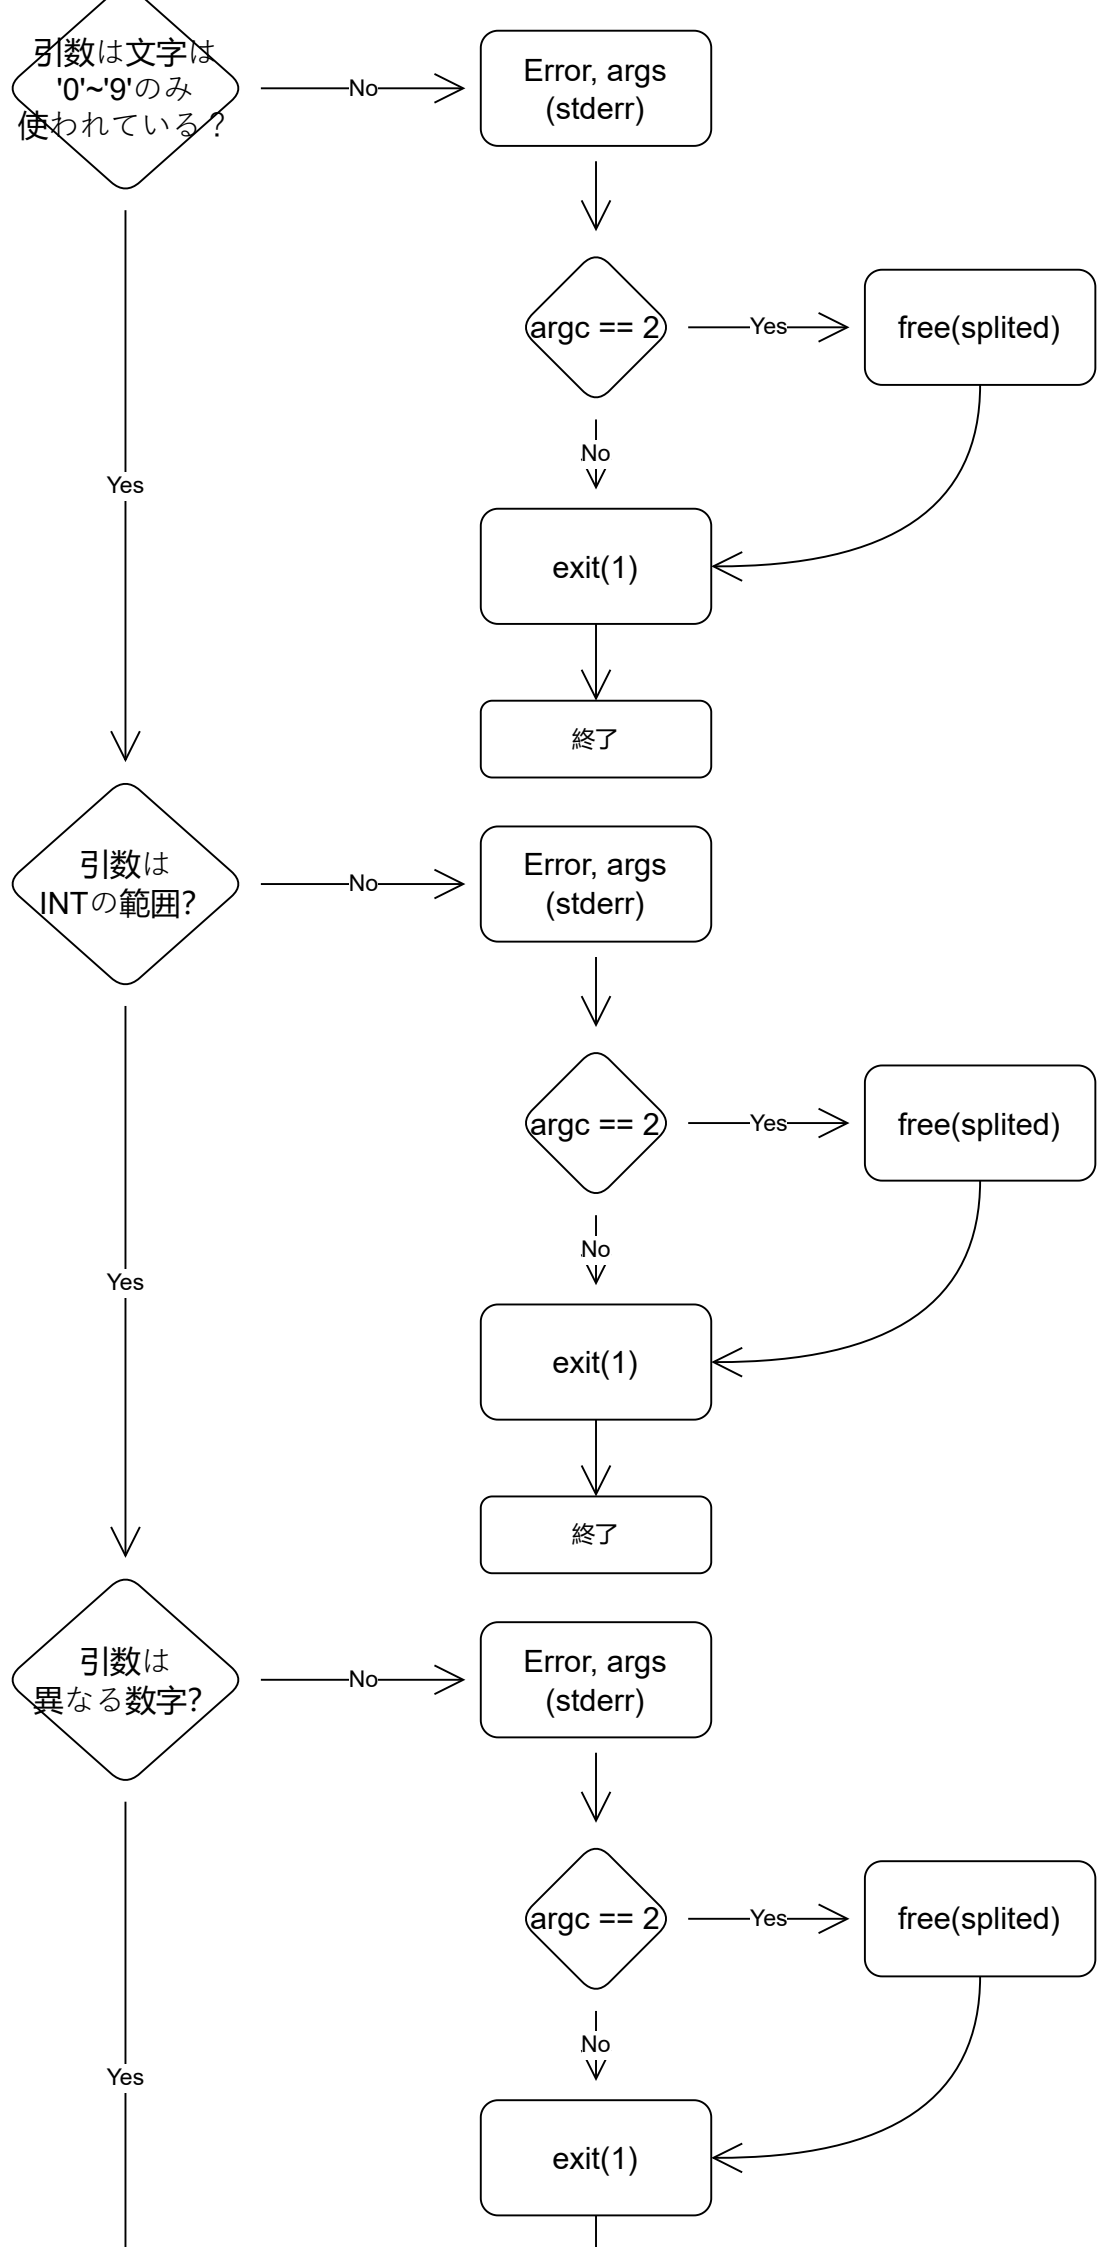 引数は文字は
'0'~'9'のみ
使われている？
No
Error, args
(stderr)
argc == 2
Yes
free(splited)
No
Yes
exit(1)
終了
引数は
INTの範囲?
No
Error, args
(stderr)
argc == 2
Yes
free(splited)
No
Yes
exit(1)
終了
引数は
異なる数字?
No
Error, args
(stderr)
argc == 2
Yes
free(splited)
No
Yes
exit(1)